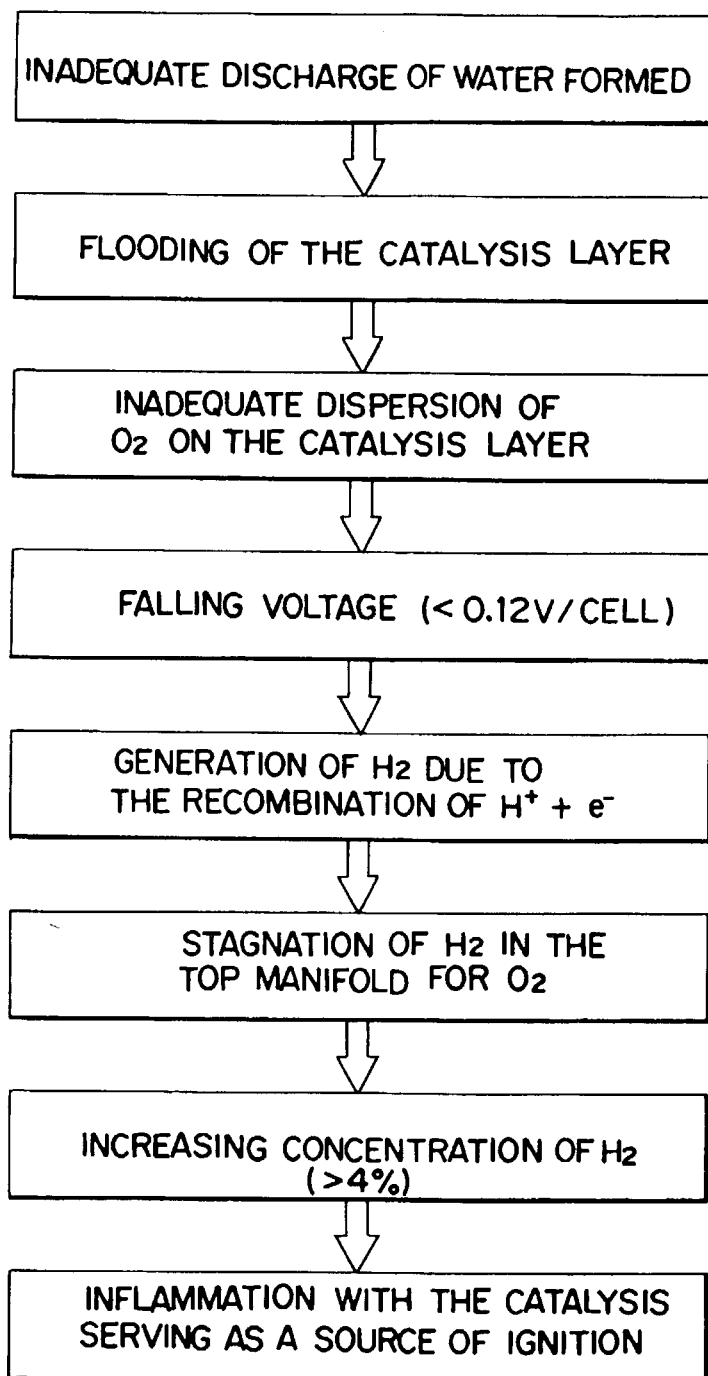 INADEQUATE DISCHARGE OF WATER FORMED
FLOODING OF THE CATALYSIS LAYER
INADEQUATE DISPERSION OF
O2 ON THE CATALYSIS LAYER
FALLING VOLTAGE (<0.12V/CELL)
GENERATION OF H2 DUE TO
THE RECOMBINATION OF H⁺ + e⁻
STAGNATION OF H2 IN THE
TOP MANIFOLD FOR O2
INCREASING CONCENTRATION OF H2
(>4%)
INFLAMMATION WITH THE CATALYSIS
SERVING AS A SOURCE OF IGNITION